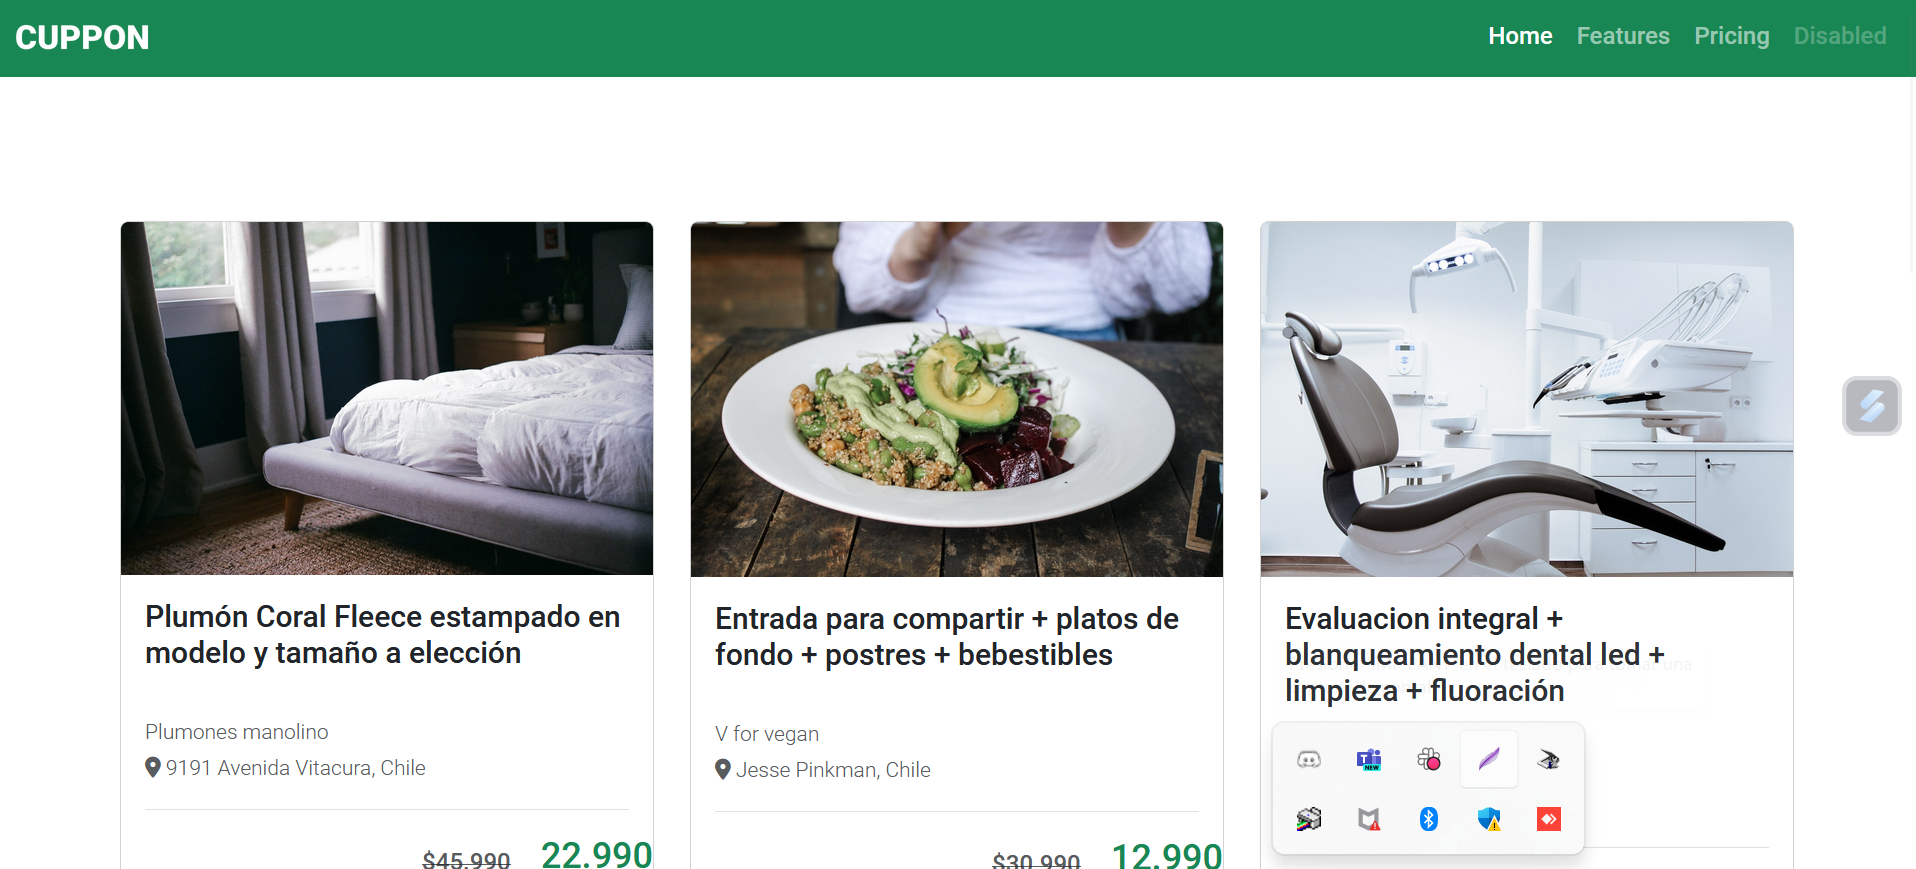 CUPPON
Home Features Pricing Disabled
Plumón Coral Fleece estampado en
modelo y tamaño a elección
Plumones manolino
9191 Avenida Vitacura, Chile
$45.990 22.990
Entrada para compartir + platos de
fondo + postres + bebestibles
V for vegan
Jesse Pinkman, Chile
$30.990 12.990
Evaluacion integral +
blanqueamiento dental led +
limpieza + fluoración
una
T
NEW